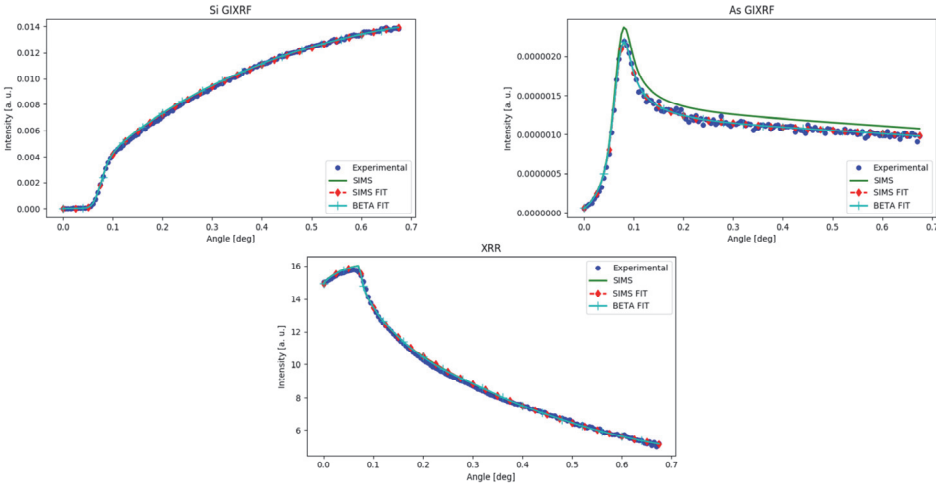 Si GIXRF
0.014
0.012
0.010
0.008
0.006
0.004
0.002
0.000
Intensity [a. u.]
Experimental
SIMS
SIMS FIT
BETA FIT
0.0 0.1 0.2 0.3 0.4 0.5 0.6 0.7
Angle [deg]
As GIXRF
0.0000020
0.0000015
0.0000010
0.0000005
0.0000000
Intensity [a. u.]
Experimental
SIMS
SIMS FIT
BETA FIT
0.0 0.1 0.2 0.3 0.4 0.5 0.6 0.7
Angle [deg]
XRR
16
14
12
10
8
6
Intensity [a. u.]
Experimental
SIMS
SIMS FIT
BETA FIT
0.0 0.1 0.2 0.3 0.4 0.5 0.6 0.7
Angle [deg]